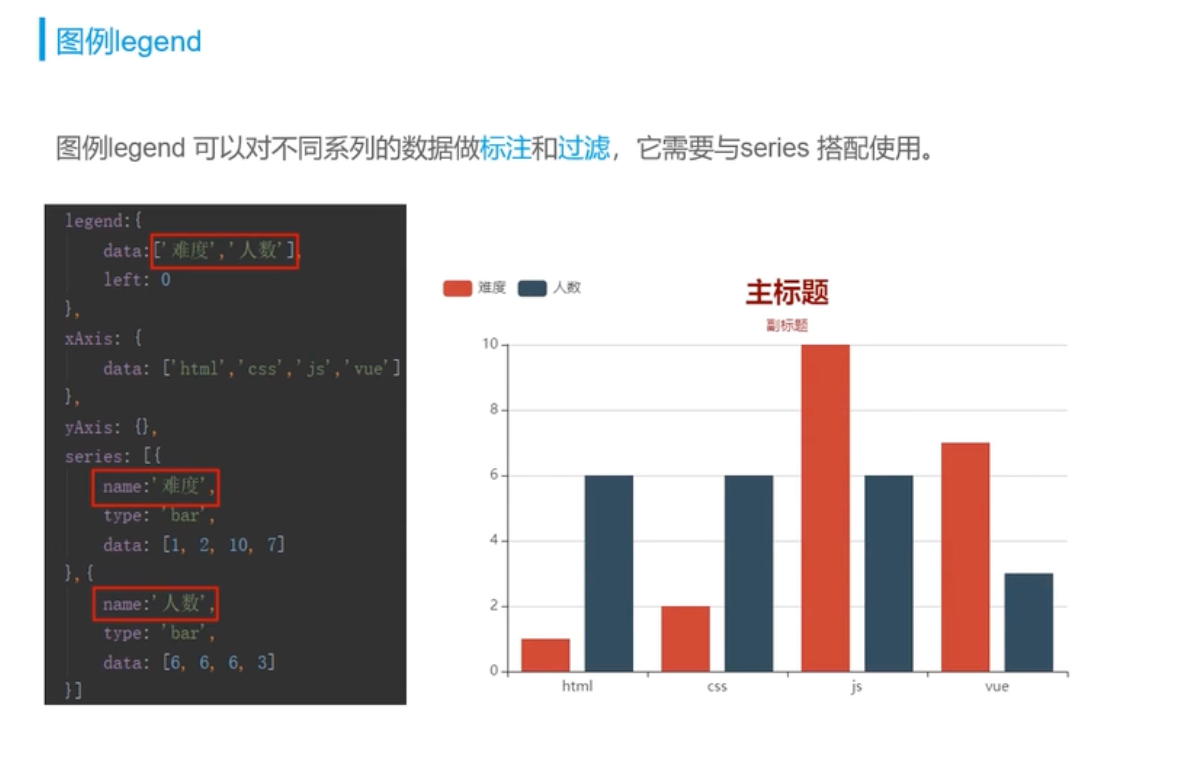 图例legend
图例legend 可以对不同系列的数据做标注和过滤，它需要与series 搭配使用。
legend:{
data:['难度','人数'],
left: 0
},
xAxis: {
data: ['html','css','js','vue']
},
yAxis: {},
series: [{
name:'难度',
type: 'bar',
data: [1, 2, 10, 7]
},{
name:'人数',
type: 'bar',
data: [6, 6, 6, 3]
}]
难度 人数
主标题
副标题
10
8
6
4
2
0
html css js vue